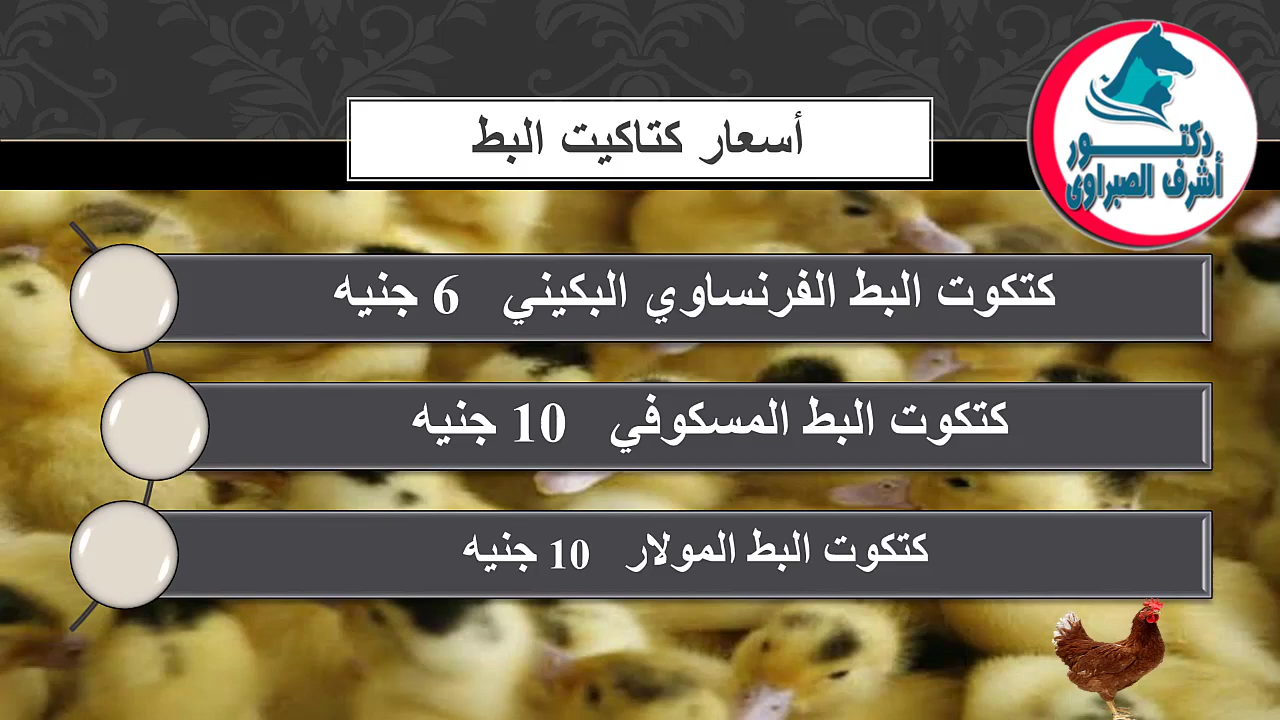 أسعار كتاكيت البط
دكتور
أشرف الصبراوى
كتكوت البط الفرنساوي البكيني 6 جنيه
كتكوت البط المسكوفي 10 جنيه
كتكوت البط المولار 10 جنيه